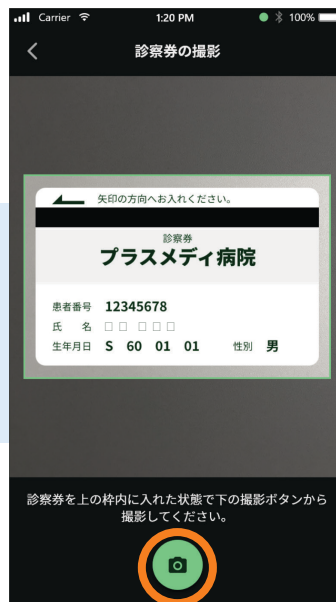 Carrier 1:20 PM 100%
診察券の撮影
矢印の方向へお入れください。
診察券
プラスメディ病院
患者番号 12345678
氏 名 □ □ □ □ □
生年月日 S 60 01 01 性別 男
診察券を上の枠内に入れた状態で下の撮影ボタンから
撮影してください。